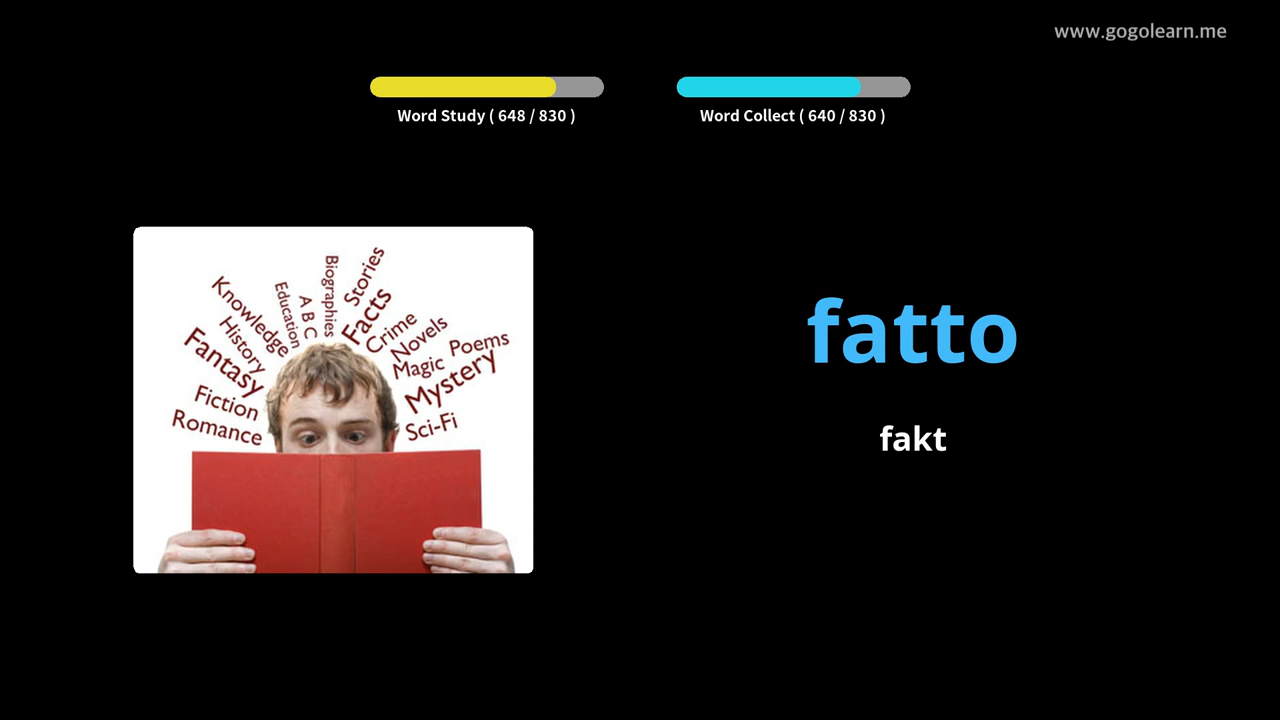 www.gogolearn.me
Word Study ( 648 / 830 )
Word Collect ( 640 / 830 )
Knowledge
Education
A B C
Biographies
Stories
Facts
Crime
Novels
Poems
History
Magic
Fantasy
Mystery
Fiction
Romance
Sci-Fi
fatto
fakt